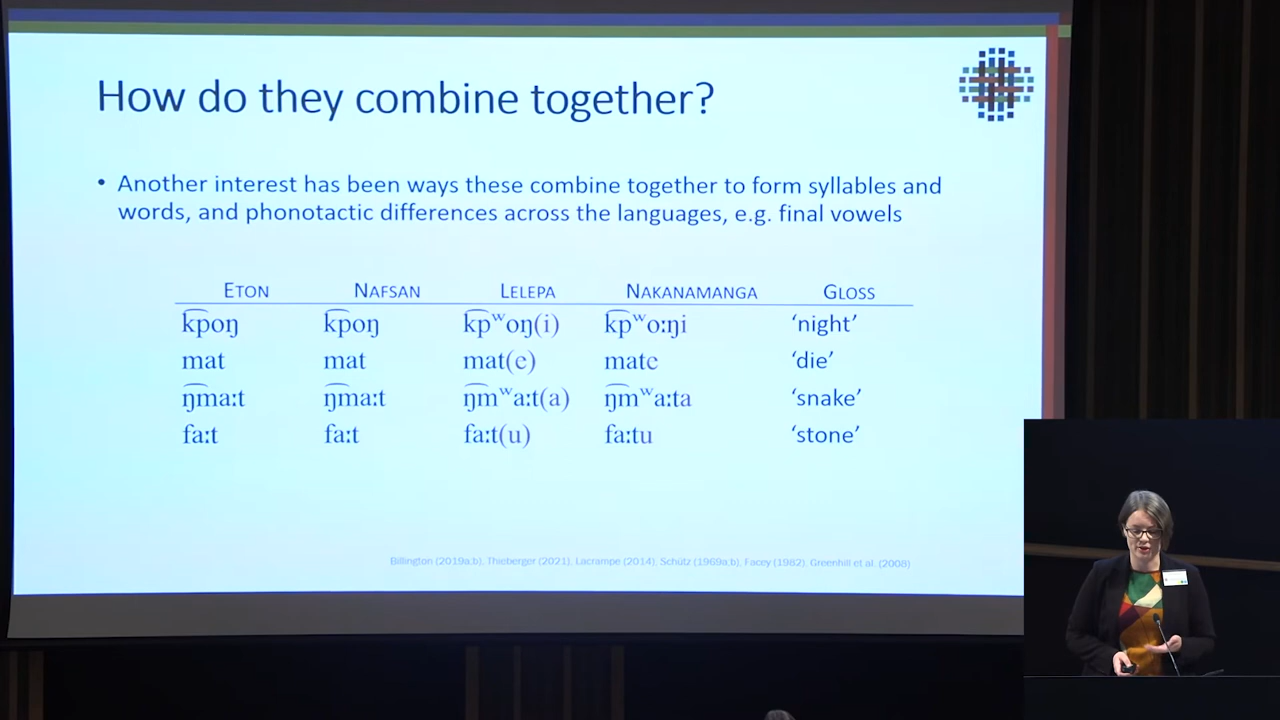 How do they combine together?
• Another interest has been ways these combine together to form syllables and
words, and phonotactic differences across the languages, e.g. final vowels
ETON NAFSAN LELEPA NAKANAMANGA GLOSS
k͡poŋ k͡poŋ k͡pʷoŋ(i) k͡pʷoːŋi ‘night’
mat mat mat(e) mate ‘die’
ŋ͡maːt ŋ͡maːt ŋ͡mʷaːt(a) ŋ͡mʷaːta ‘snake’
faːt faːt faːt(u) faːtu ‘stone’
Billington (2019a;b), Thieberger (2021), Lacrampe (2014), Schütz (1969a;b), Facey (1982), Greenhill et al. (2008)